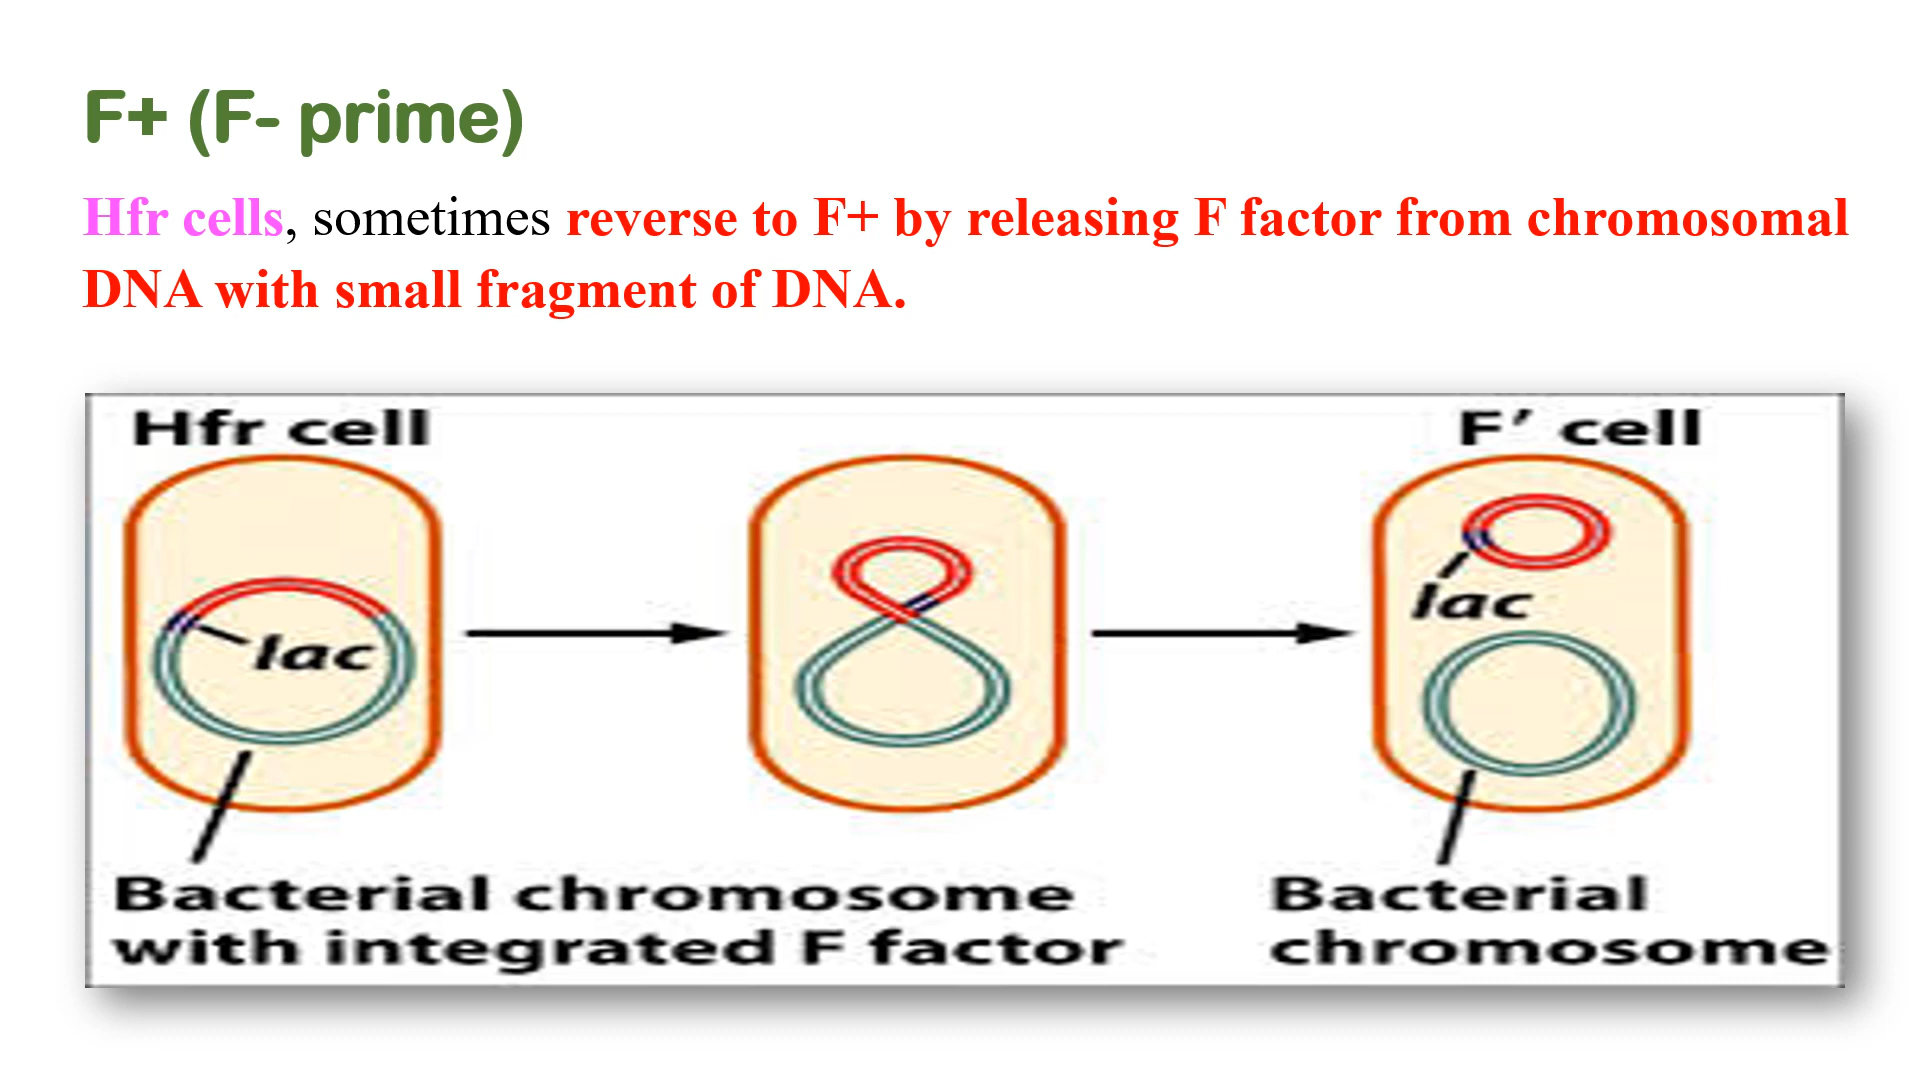 F+ (F- prime)
Hfr cells, sometimes reverse to F+ by releasing F factor from chromosomal
DNA with small fragment of DNA.
Hfr cell
F′ cell
lac
lac
Bacterial chromosome
with integrated F factor
Bacterial
chromosome